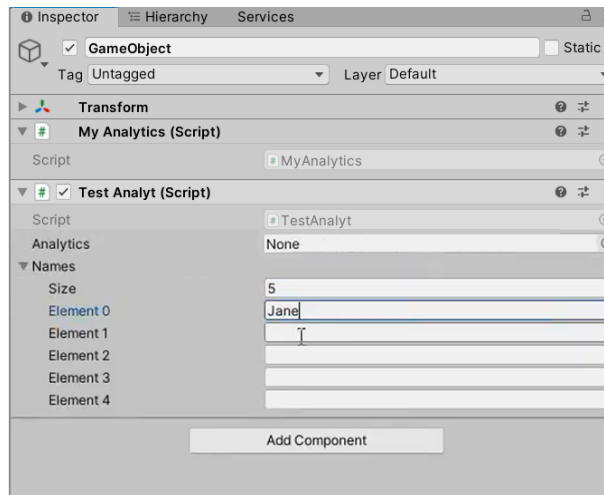 Inspector Hierarchy Services
GameObject Static
Tag Untagged Layer Default
Transform
# My Analytics (Script)
Script # MyAnalytics
# Test Analyt (Script)
Script # TestAnalyt
Analytics None
Names
Size 5
Element 0 Jane
Element 1
Element 2
Element 3
Element 4
Add Component